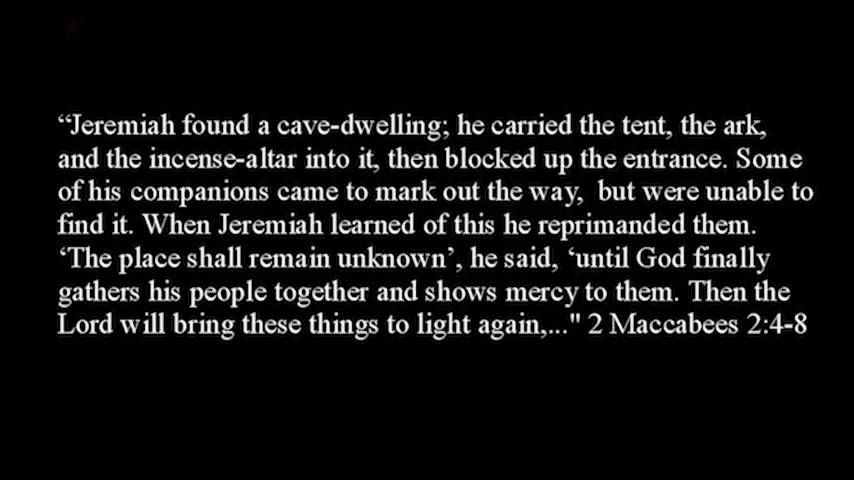 “Jeremiah found a cave-dwelling; he carried the tent, the ark,
and the incense-altar into it, then blocked up the entrance. Some
of his companions came to mark out the way,  but were unable to
find it. When Jeremiah learned of this he reprimanded them.
‘The place shall remain unknown’, he said, ‘until God finally
gathers his people together and shows mercy to them. Then the
Lord will bring these things to light again,..." 2 Maccabees 2:4-8